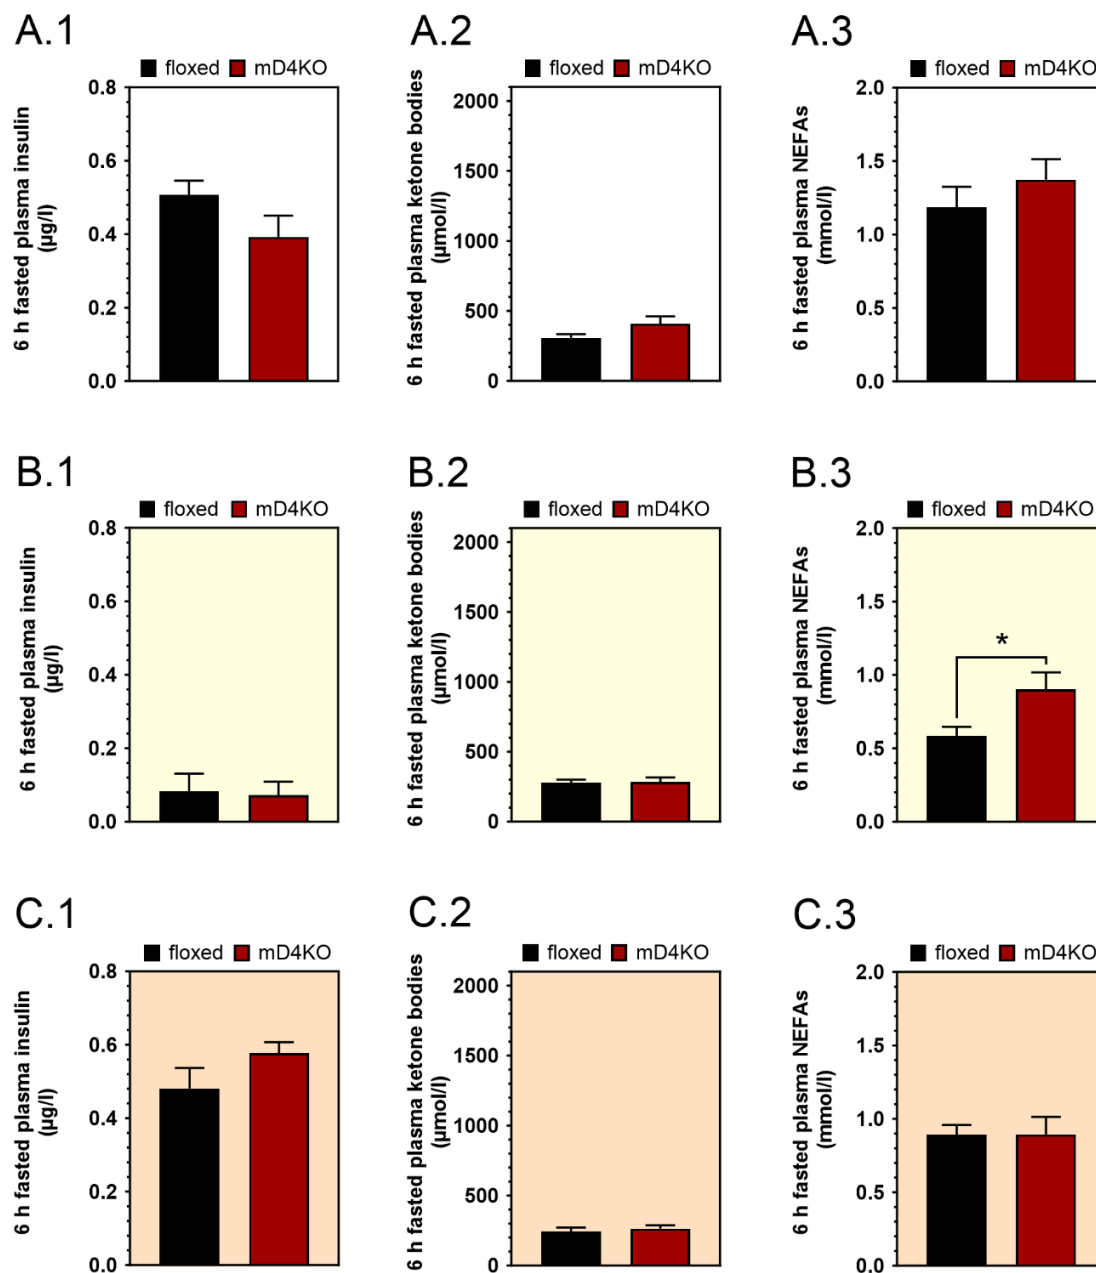 A.1
floxed mD4KO
6 h fasted plasma insulin
(µg/l)
0.8
0.6
0.4
0.2
0.0
A.2
floxed mD4KO
6 h fasted plasma ketone bodies
(µmol/l)
2000
1500
1000
500
0
A.3
floxed mD4KO
6 h fasted plasma NEFAs
(mmol/l)
2.0
1.5
1.0
0.5
0.0
B.1
floxed mD4KO
6 h fasted plasma insulin
(µg/l)
0.8
0.6
0.4
0.2
0.0
B.2
floxed mD4KO
6 h fasted plasma ketone bodies
(µmol/l)
2000
1500
1000
500
0
B.3
floxed mD4KO
6 h fasted plasma NEFAs
(mmol/l)
2.0
1.5
1.0
0.5
0.0
*
C.1
floxed mD4KO
6 h fasted plasma insulin
(µg/l)
0.8
0.6
0.4
0.2
0.0
C.2
floxed mD4KO
6 h fasted plasma ketone bodies
(µmol/l)
2000
1500
1000
500
0
C.3
floxed mD4KO
6 h fasted plasma NEFAs
(mmol/l)
2.0
1.5
1.0
0.5
0.0